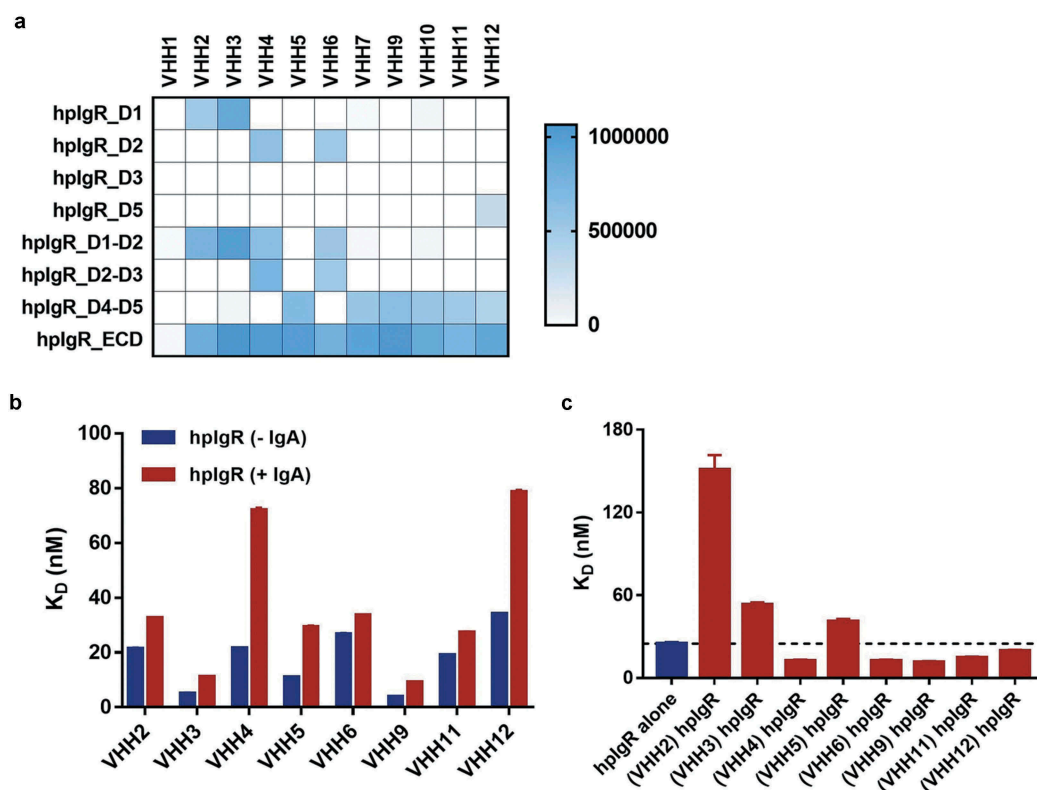 a
VHH1 VHH2 VHH3 VHH4 VHH5 VHH6 VHH7 VHH9 VHH10 VHH11 VHH12
hpIgR_D1
hpIgR_D2
hpIgR_D3
hpIgR_D5
hpIgR_D1-D2
hpIgR_D2-D3
hpIgR_D4-D5
hpIgR_ECD
1000000
500000
0
b
hpIgR (- IgA)
hpIgR (+ IgA)
K_D (nM)
100
80
60
40
20
0
VHH2 VHH3 VHH4 VHH5 VHH6 VHH9 VHH11 VHH12
c
K_D (nM)
180
120
60
0
hpIgR alone
(VHH2) hpIgR
(VHH3) hpIgR
(VHH4) hpIgR
(VHH5) hpIgR
(VHH6) hpIgR
(VHH9) hpIgR
(VHH11) hpIgR
(VHH12) hpIgR